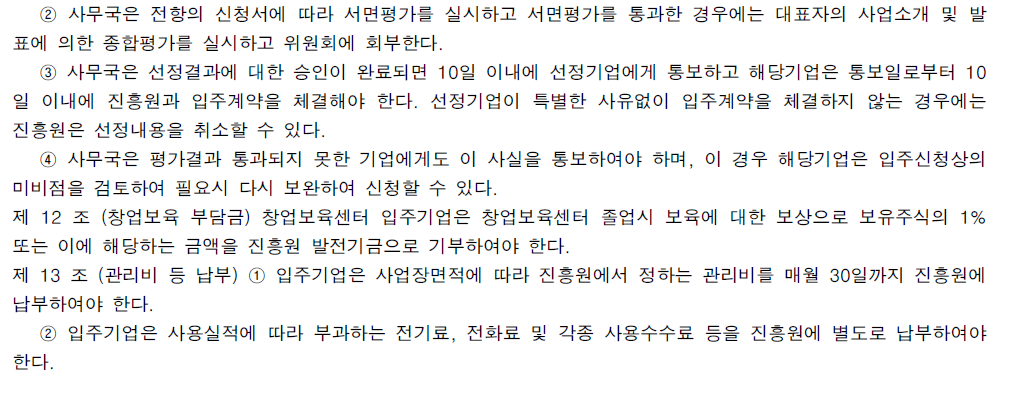 ② 사무국은 전항의 신청서에 따라 서면평가를 실시하고 서면평가를 통과한 경우에는 대표자의 사업소개 및 발
표에 의한 종합평가를 실시하고 위원회에 회부한다.
③ 사무국은 선정결과에 대한 승인이 완료되면 10일 이내에 선정기업에게 통보하고 해당기업은 통보일로부터 10
일 이내에 진흥원과 입주계약을 체결해야 한다. 선정기업이 특별한 사유없이 입주계약을 체결하지 않는 경우에는
진흥원은 선정내용을 취소할 수 있다.
④ 사무국은 평가결과 통과되지 못한 기업에게도 이 사실을 통보하여야 하며, 이 경우 해당기업은 입주신청상의
미비점을 검토하여 필요시 다시 보완하여 신청할 수 있다.
제 12 조 (창업보육 부담금) 창업보육센터 입주기업은 창업보육센터 졸업시 보육에 대한 보상으로 보유주식의 1%
또는 이에 해당하는 금액을 진흥원 발전기금으로 기부하여야 한다.
제 13 조 (관리비 등 납부) ① 입주기업은 사업장면적에 따라 진흥원에서 정하는 관리비를 매월 30일까지 진흥원에
납부하여야 한다.
② 입주기업은 사용실적에 따라 부과하는 전기료, 전화료 및 각종 사용수수료 등을 진흥원에 별도로 납부하여야
한다.